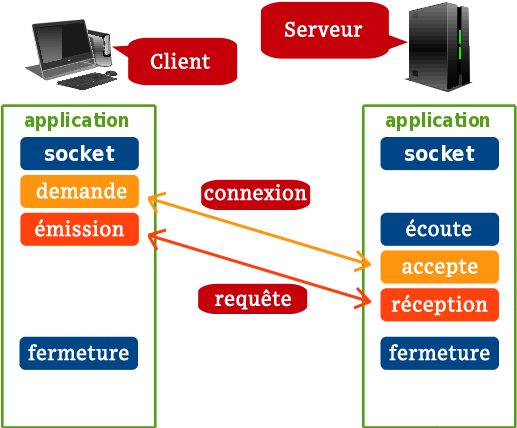 Client
Serveur
application
socket
demande
émission
fermeture
connexion
requête
application
socket
écoute
accepte
réception
fermeture